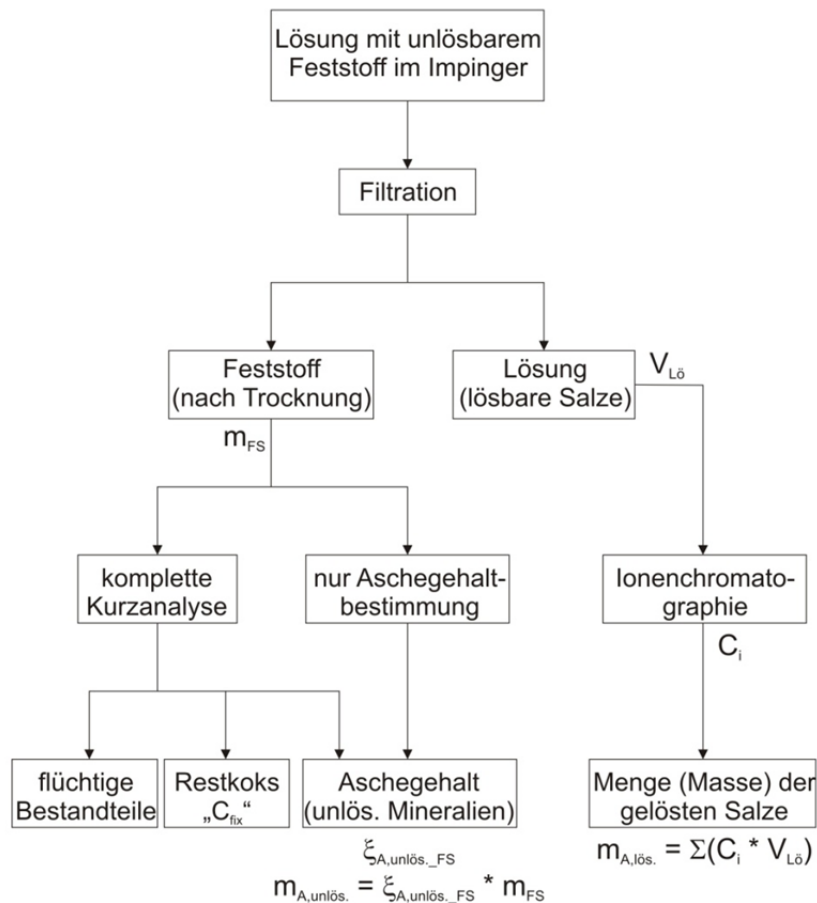 Lösung mit unlösbarem
Feststoff im Impinger
Filtration
Feststoff
(nach Trocknung)
m_FS
Lösung
(lösbare Salze)
V_Lö
komplette
Kurzanalyse
nur Aschegehalt-
bestimmung
Ionenchromato-
graphie
C_i
flüchtige
Bestandteile
Restkoks
„C_fix“
Aschegehalt
(unlös. Mineralien)
ξ_A,unlös._FS
m_A,unlös. = ξ_A,unlös._FS * m_FS
Menge (Masse) der
gelösten Salze
m_A,lös. = Σ(C_i * V_Lö)